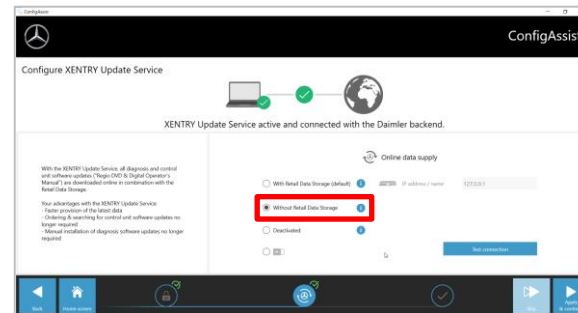 ConfigAssist
ConfigAssist
Configure XENTRY Update Service
XENTRY Update Service active and connected with the Daimler backend.
Online data supply
With the XENTRY Update Service, all diagnosis and control
unit software updates ("Regio DVD & Digital Operator's
Manual") are downloaded online in combination with the
Retail Data Storage.
Your advantages with the XENTRY Update Service:
- Faster provision of the latest data
- Ordering & searching for control unit software updates no
longer required
- Manual installation of diagnosis software updates no longer
required
With Retail Data Storage (default)
IP address / name
127.0.0.1
Without Retail Data Storage
Deactivated
Test connection
Back
Home screen
Skip
Apply
& continue